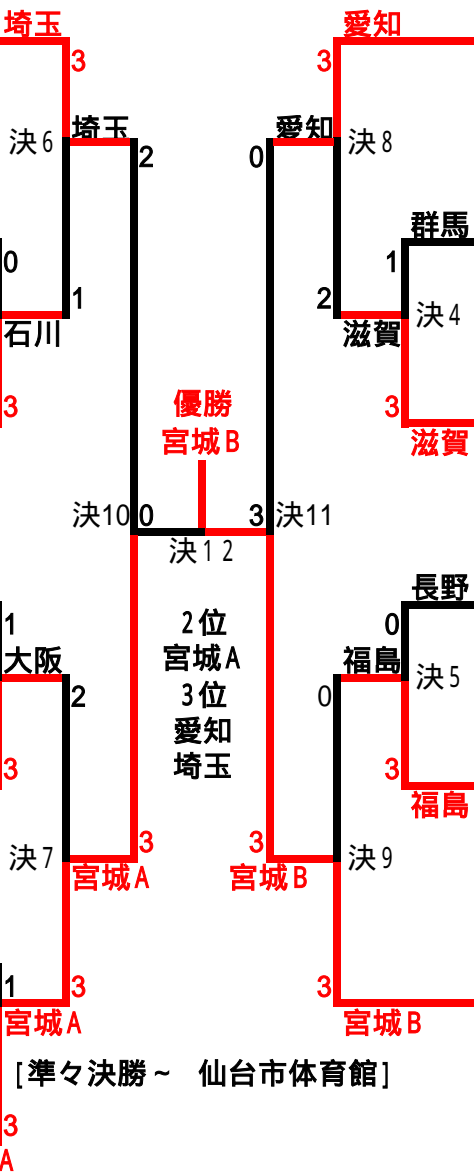 埼玉
愛知
3
3
埼玉
愛知
決6
2
0
決8
群馬
0
1
1
2
決4
石川
滋賀
3
3
滋賀
優勝
宮城B
決10
0
3
決11
決12
長野
1
0
2位
大阪
宮城A
福島
決5
2
3位
0
愛知
埼玉
3
3
福島
3
3
決7
決9
宮城A
宮城B
1
3
3
宮城A
宮城B
[準々決勝~ 仙台市体育館]
3
A